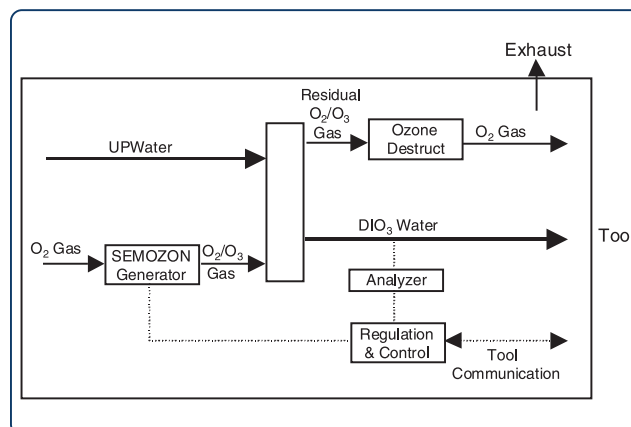 Exhaust
Residual
O₂/O₃
Gas
Ozone
Destruct
O₂ Gas
UPWater
DIO₃ Water
Tool
O₂ Gas
SEMOZON
Generator
O₂/O₃
Gas
Analyzer
Regulation
& Control
Tool
Communication